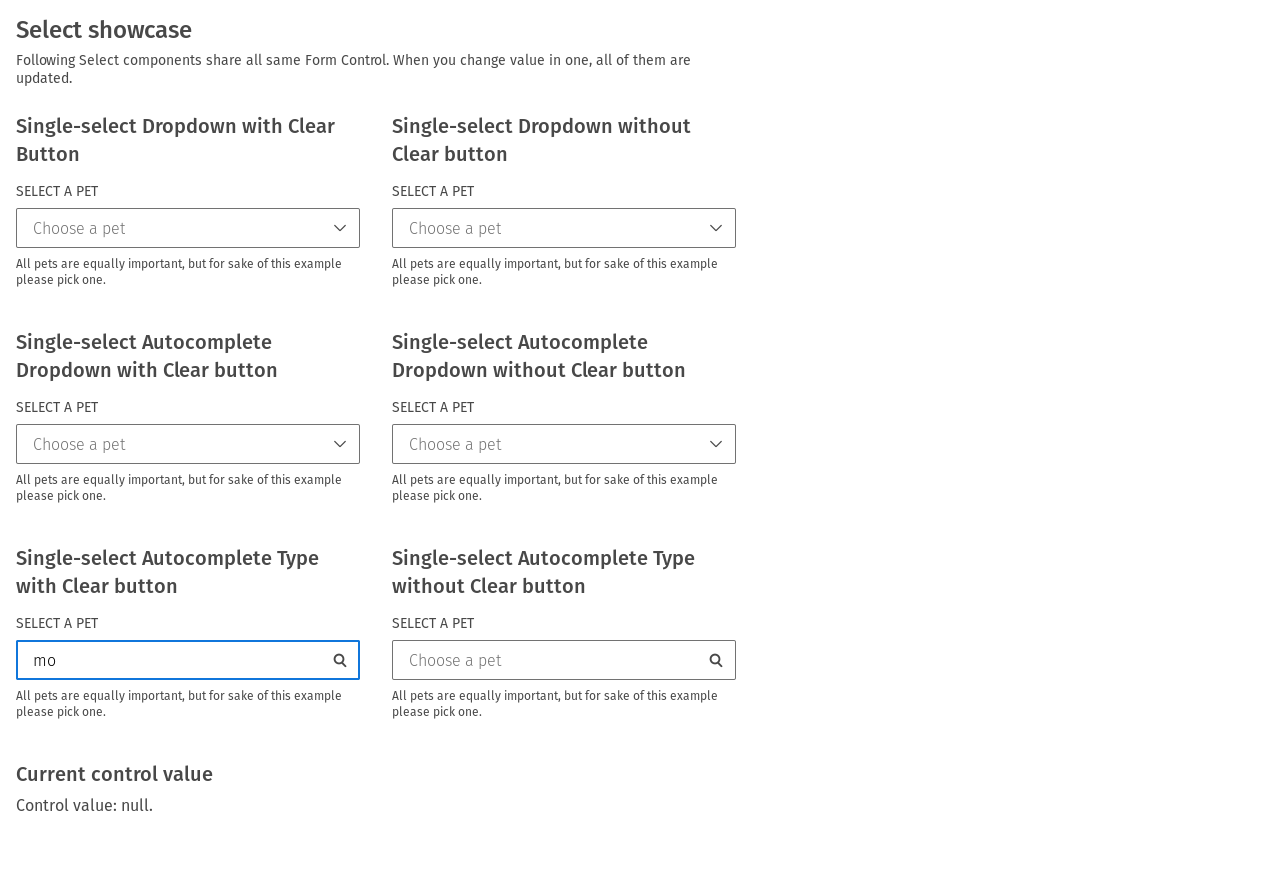 Select showcase
Following Select components share all same Form Control. When you change value in one, all of them are
updated.
Single-select Dropdown with Clear
Button
SELECT A PET
Choose a pet
All pets are equally important, but for sake of this example
please pick one.
Single-select Dropdown without
Clear button
SELECT A PET
Choose a pet
All pets are equally important, but for sake of this example
please pick one.
Single-select Autocomplete
Dropdown with Clear button
SELECT A PET
Choose a pet
All pets are equally important, but for sake of this example
please pick one.
Single-select Autocomplete
Dropdown without Clear button
SELECT A PET
Choose a pet
All pets are equally important, but for sake of this example
please pick one.
Single-select Autocomplete Type
with Clear button
SELECT A PET
mo
All pets are equally important, but for sake of this example
please pick one.
Single-select Autocomplete Type
without Clear button
SELECT A PET
Choose a pet
All pets are equally important, but for sake of this example
please pick one.
Current control value
Control value: null.